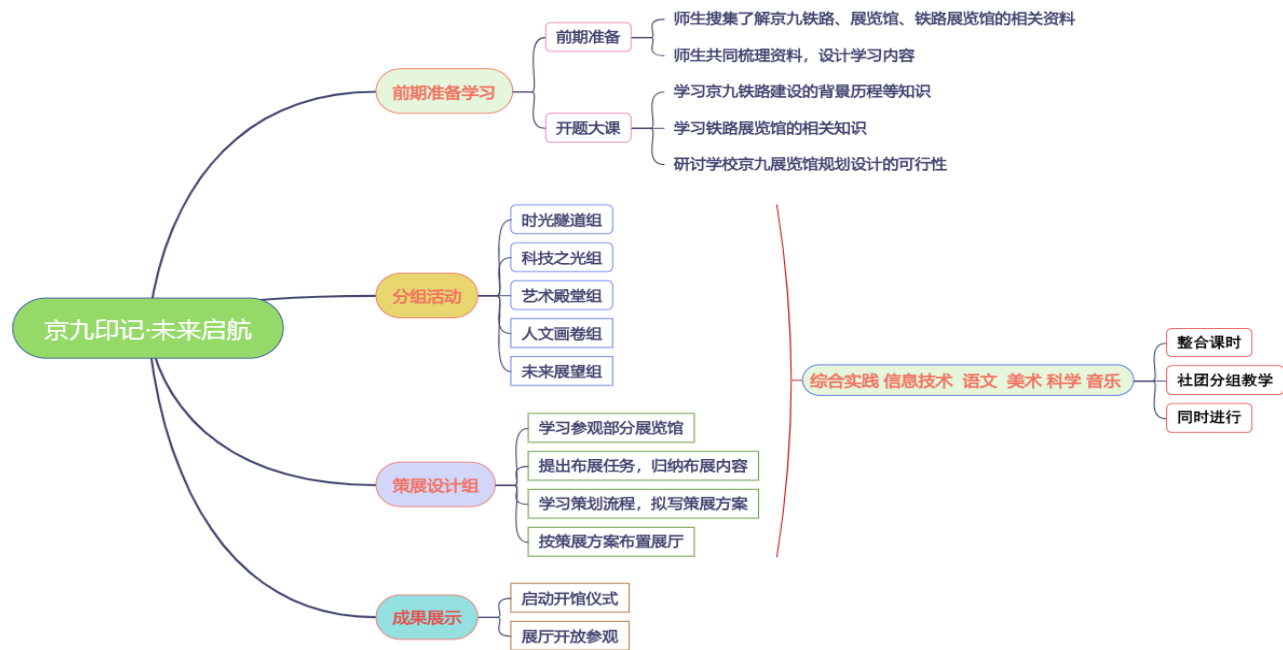 京九印记·未来启航
前期准备学习
前期准备
师生搜集了解京九铁路、展览馆、铁路展览馆的相关资料
师生共同梳理资料，设计学习内容
开题大课
学习京九铁路建设的背景历程等知识
学习铁路展览馆的相关知识
研讨学校京九展览馆规划设计的可行性
分组活动
时光隧道组
科技之光组
艺术殿堂组
人文画卷组
未来展望组
策展设计组
学习参观部分展览馆
提出布展任务，归纳布展内容
学习策划流程，拟写策展方案
按策展方案布置展厅
综合实践 信息技术 语文 美术 科学 音乐
整合课时
社团分组教学
同时进行
成果展示
启动开馆仪式
展厅开放参观